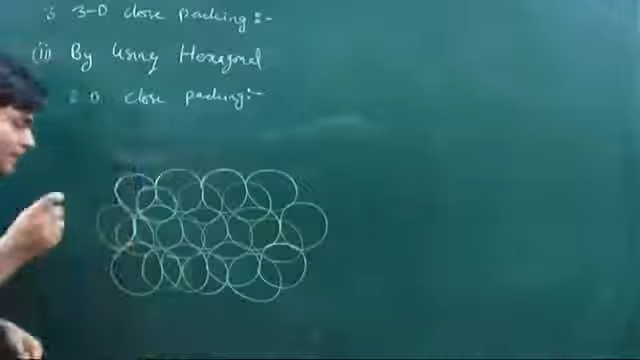 3-D close packing:-
(ii) By using Hexagonal
2-D close packing:-